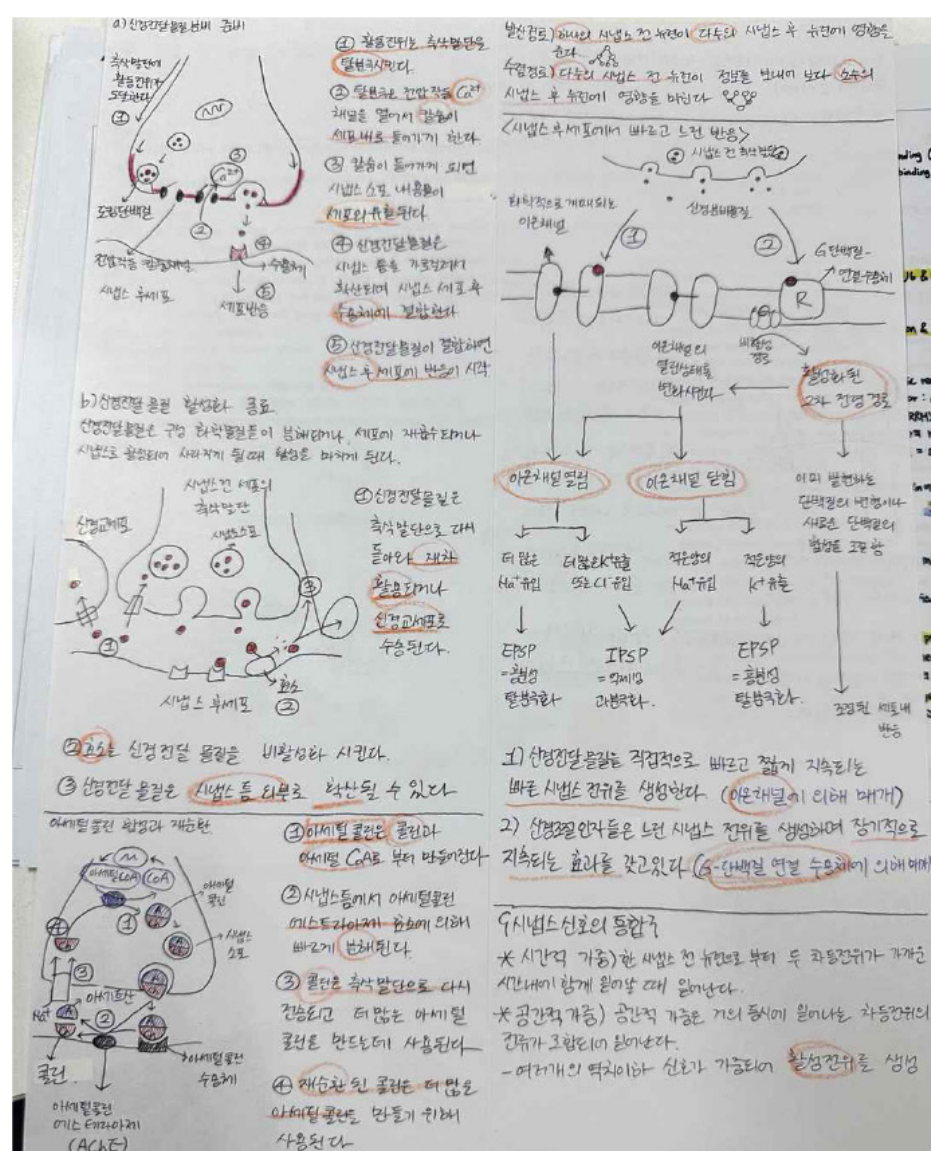 a) 신경전달물질 분비 준비
축삭말단에
활동전위가
도달한다
①
③
Ca²⁺
②
④
⑤
도킹단백질
전압작동 칼슘채널
수용체
시냅스 후세포
세포반응
① 활동전위는 축삭말단을
탈분극시킨다.
② 탈분극은 전압작동 Ca²⁺
채널을 열어서 칼슘이
세포내로 들어가게 한다
③ 칼슘이 들어가게 되면
시냅스 소포 내용물이
세포외 유출된다.
④ 신경전달물질은
시냅스 틈을 가로질러서
확산되며 시냅스 세포 후
수용체에 결합한다
⑤ 신경전달물질이 결합하면
시냅스 후세포에 반응이 시작
b) 신경전달물질 활성화 종료
신경전달물질은 구성 화학물질들이 분해되거나, 세포에 재흡수되거나
시냅스로 확산되어 사라지게 될 때 활성을 마치게 된다.
시냅스전 세포의
축삭말단
신경교세포
시냅스소포
①
③
효소
②
시냅스 후세포
① 신경전달물질은
축삭말단으로 다시
돌아와 재차
활용되거나
신경교세포로
수송된다.
② 효소는 신경전달 물질을 비활성화 시킨다.
③ 신경전달 물질은 시냅스 틈 외부로 확산될 수 있다
아세틸콜린 합성과 재순환
아세틸CoA
CoA
아세틸
콜린
시냅스
소포
①
②
③
A
Ch
Na⁺
아세트산
콜린
아세틸콜린
수용체
아세틸콜린
에스테라아제
(AChE)
① 아세틸 콜린은 콜린과
아세틸 CoA로 부터 만들어진다
② 시냅스틈에서 아세틸콜린
에스트라아제 효소에 의해
빠르게 분해된다.
③ 콜린은 축삭 말단으로 다시
전송되고 더 많은 아세틸
콜린을 만드는데 사용된다
④ 재순환 된 콜린은 더 많은
아세틸 콜린을 만들기 위해
사용된다
발산경로) 하나의 시냅스 전 뉴런이 다수의 시냅스 후 뉴런에 영향을
준다
수렴경로) 다수의 시냅스 전 뉴런이 정보를 보내어 보다 소수의
시냅스 후 뉴런에 영향을 미친다
<시냅스 후세포에서 빠르고 느린 반응>
시냅스 전 축삭말단
화학적으로 개폐되는
이온채널
신경분비물질
①
②
G 단백질-
연결수용체
R
이온채널의
열린상태를
변화시킨다
비활성
경로
활성화된
2차 전령 경로
이온채널 열림
이온채널 닫힘
이미 발현하는
단백질의 변형이나
새로운 단백질의
합성을 조절함
더 많은
Na⁺유입
더 많은 K⁺유출
또는 Cl⁻유입
적은양의
Na⁺유입
적은양의
K⁺유출
EPSP
=흥분성
탈분극화
IPSP
=억제성
과분극화.
EPSP
=흥분성
탈분극화.
조정된 세포내
반응
1) 신경전달물질은 직접적으로 빠르고 짧게 지속되는
빠른 시냅스 전위를 생성한다. (이온채널에 의해 매개)
2) 신경조절인자들은 느린 시냅스 전위를 생성하며 장기적으로
지속되는 효과를 갖고있다 (G-단백질 연결 수용체에 의해 매개)
시냅스 신호의 통합
* 시간적 가중) 한 시냅스 전 뉴런으로 부터 두 차등전위가 가까운
시간내에 함께 일어날 때 일어난다.
* 공간적 가중) 공간적 가중은 거의 동시에 일어나는 차등전위의
전류가 조합되어 일어난다.
- 여러개의 역치이하 신호가 가중되어 활성전위를 생성